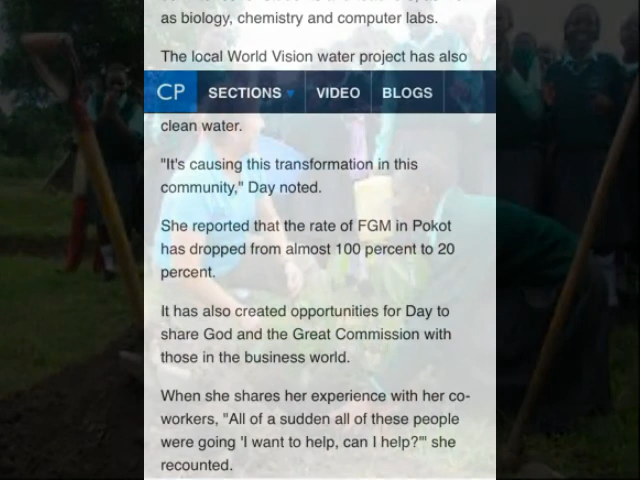 as biology, chemistry and computer labs.
The local World Vision water project has also
CP SECTIONS VIDEO BLOGS
clean water.
"It's causing this transformation in this
community," Day noted.
She reported that the rate of FGM in Pokot
has dropped from almost 100 percent to 20
percent.
It has also created opportunities for Day to
share God and the Great Commission with
those in the business world.
When she shares her experience with her co-
workers, "All of a sudden all of these people
were going 'I want to help, can I help?'" she
recounted.